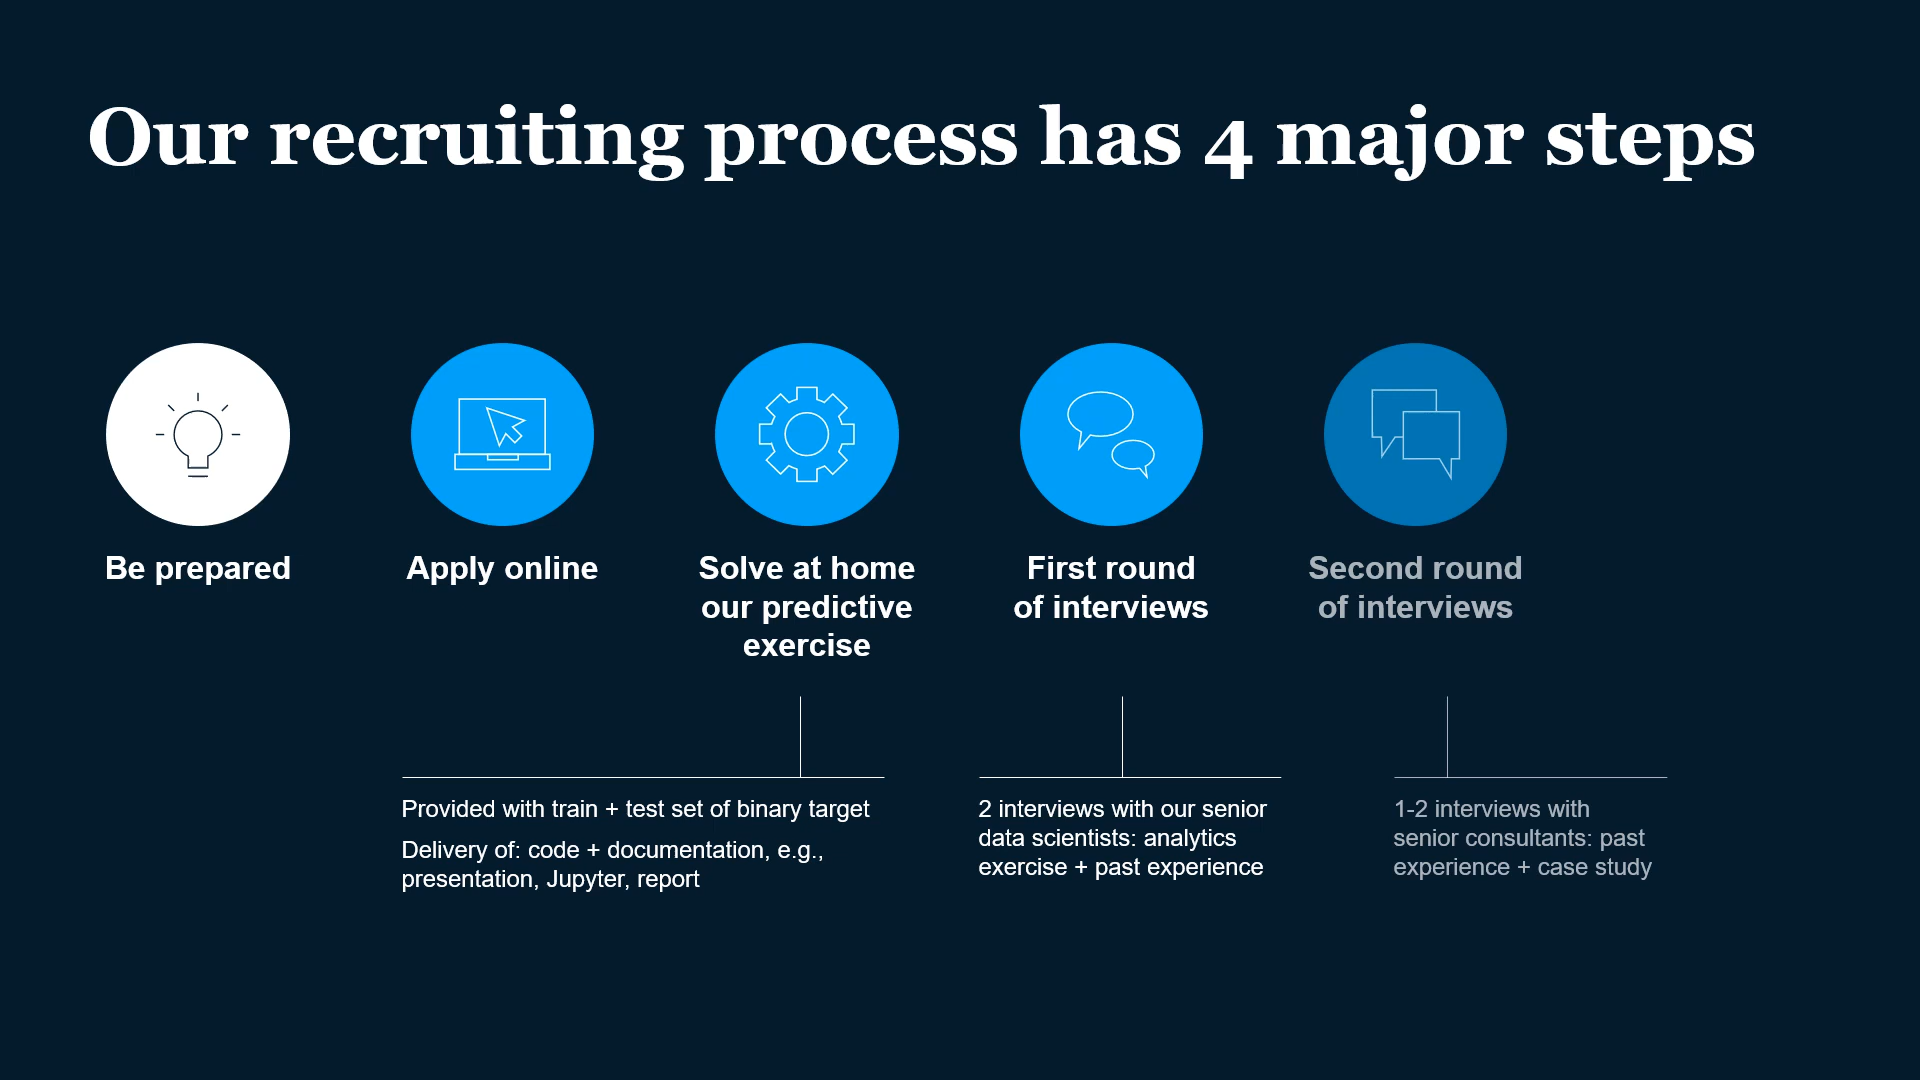 Our recruiting process has 4 major steps
Be prepared
Apply online
Solve at home
our predictive
exercise
First round
of interviews
Second round
of interviews
Provided with train + test set of binary target
Delivery of: code + documentation, e.g.,
presentation, Jupyter, report
2 interviews with our senior
data scientists: analytics
exercise + past experience
1-2 interviews with
senior consultants: past
experience + case study